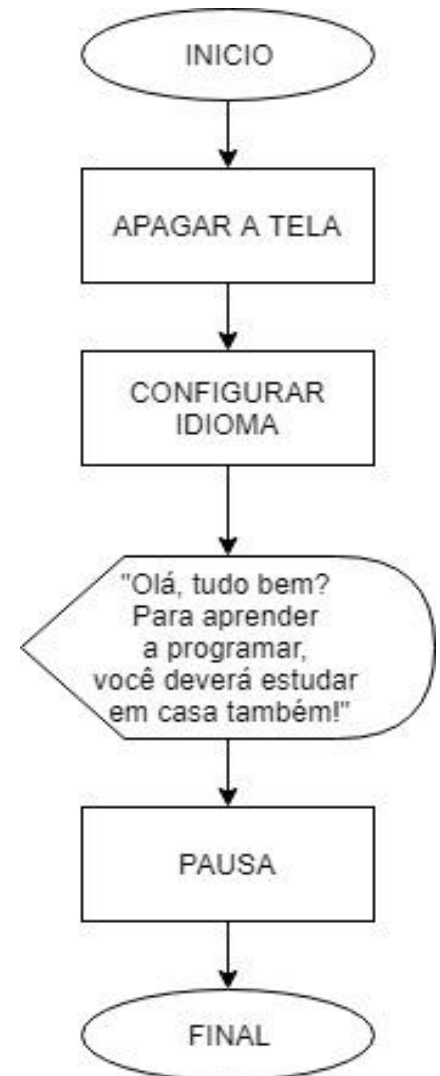 INICIO
APAGAR A TELA
CONFIGURAR
IDIOMA
"Olá, tudo bem?
Para aprender
a programar,
você deverá estudar
em casa também!"
PAUSA
FINAL